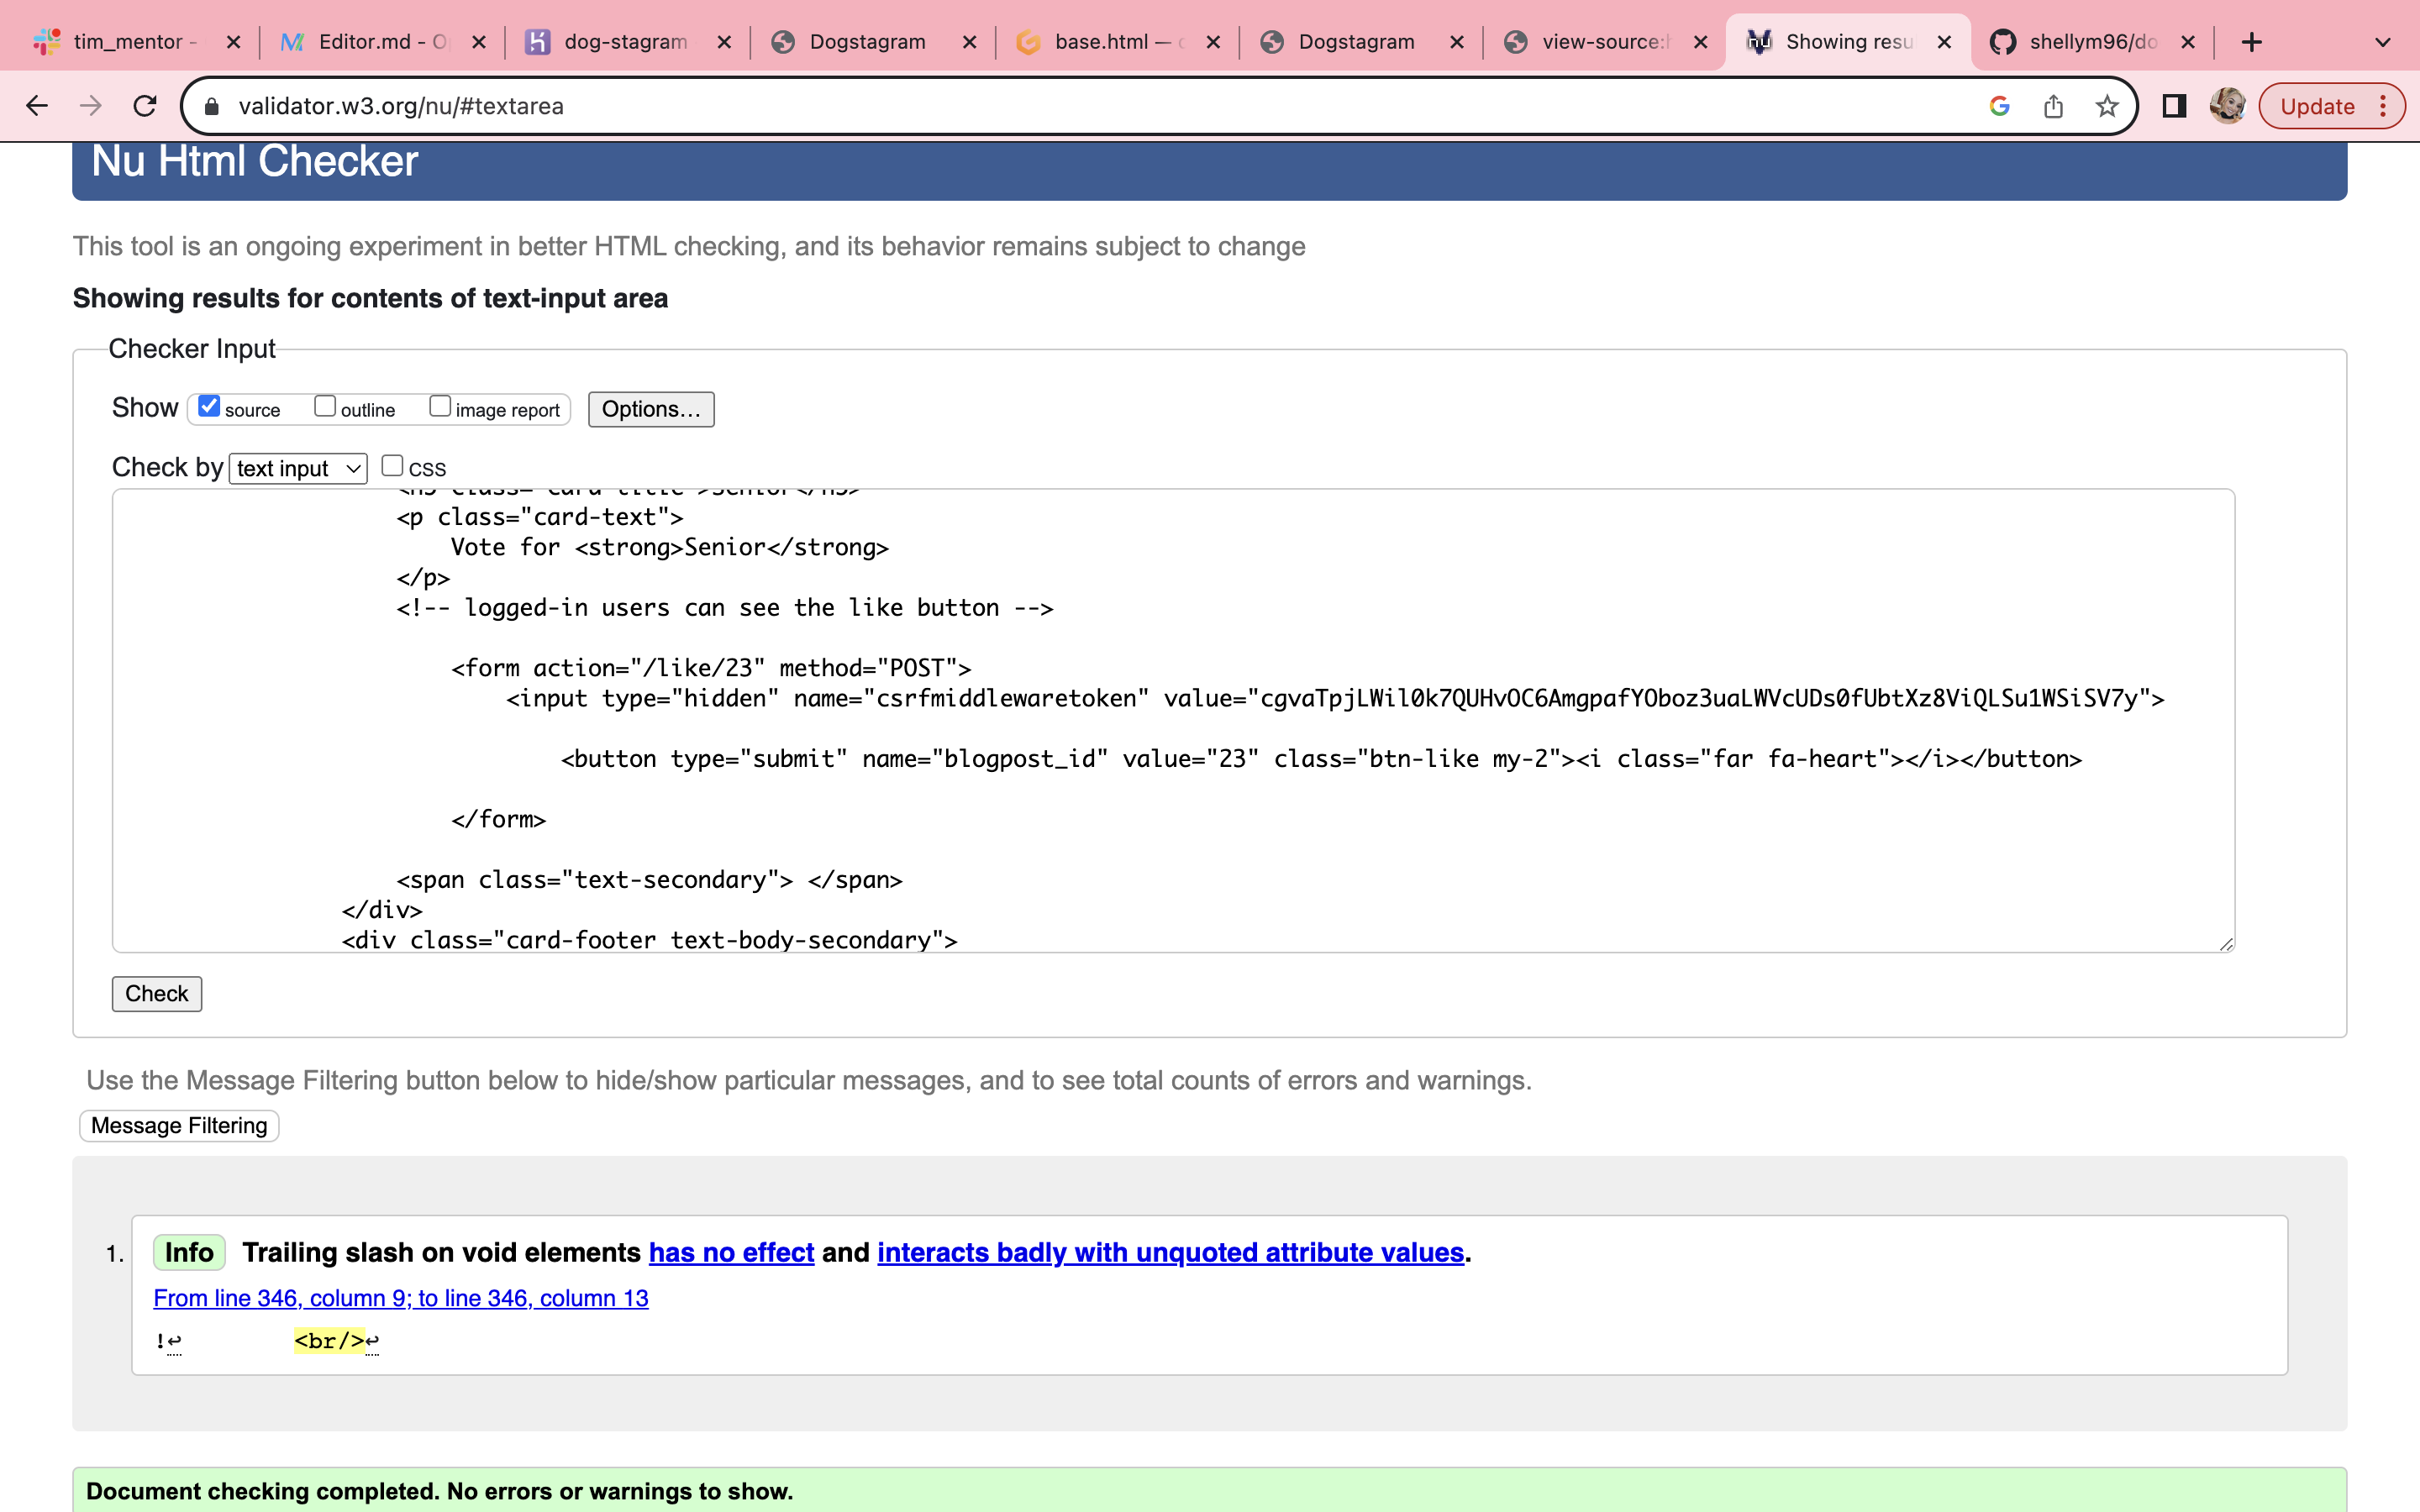 tim_mentor -
Editor.md - O
dog-stagram
Dogstagram
base.html —
Dogstagram
view-source:h
Showing resu
shellym96/do
validator.w3.org/nu/#textarea
Update
Nu Html Checker
This tool is an ongoing experiment in better HTML checking, and its behavior remains subject to change
Showing results for contents of text-input area
Checker Input
Show source outline image report Options...
Check by text input CSS
<h5 class="card-title">Senior</h5>
<p class="card-text">
Vote for <strong>Senior</strong>
</p>
<!-- logged-in users can see the like button -->
<form action="/like/23" method="POST">
<input type="hidden" name="csrfmiddlewaretoken" value="cgvaTpjLWil0k7QUHvOC6AmgpafYOboz3uaLWVcUDs0fUbtXz8ViQLSu1WSiSV7y">
<button type="submit" name="blogpost_id" value="23" class="btn-like my-2"><i class="far fa-heart"></i></button>
</form>
<span class="text-secondary"> </span>
</div>
<div class="card-footer text-body-secondary">
Check
Use the Message Filtering button below to hide/show particular messages, and to see total counts of errors and warnings.
Message Filtering
1. Info Trailing slash on void elements has no effect and interacts badly with unquoted attribute values.
From line 346, column 9; to line 346, column 13
!↩ <br/>↩
Document checking completed. No errors or warnings to show.